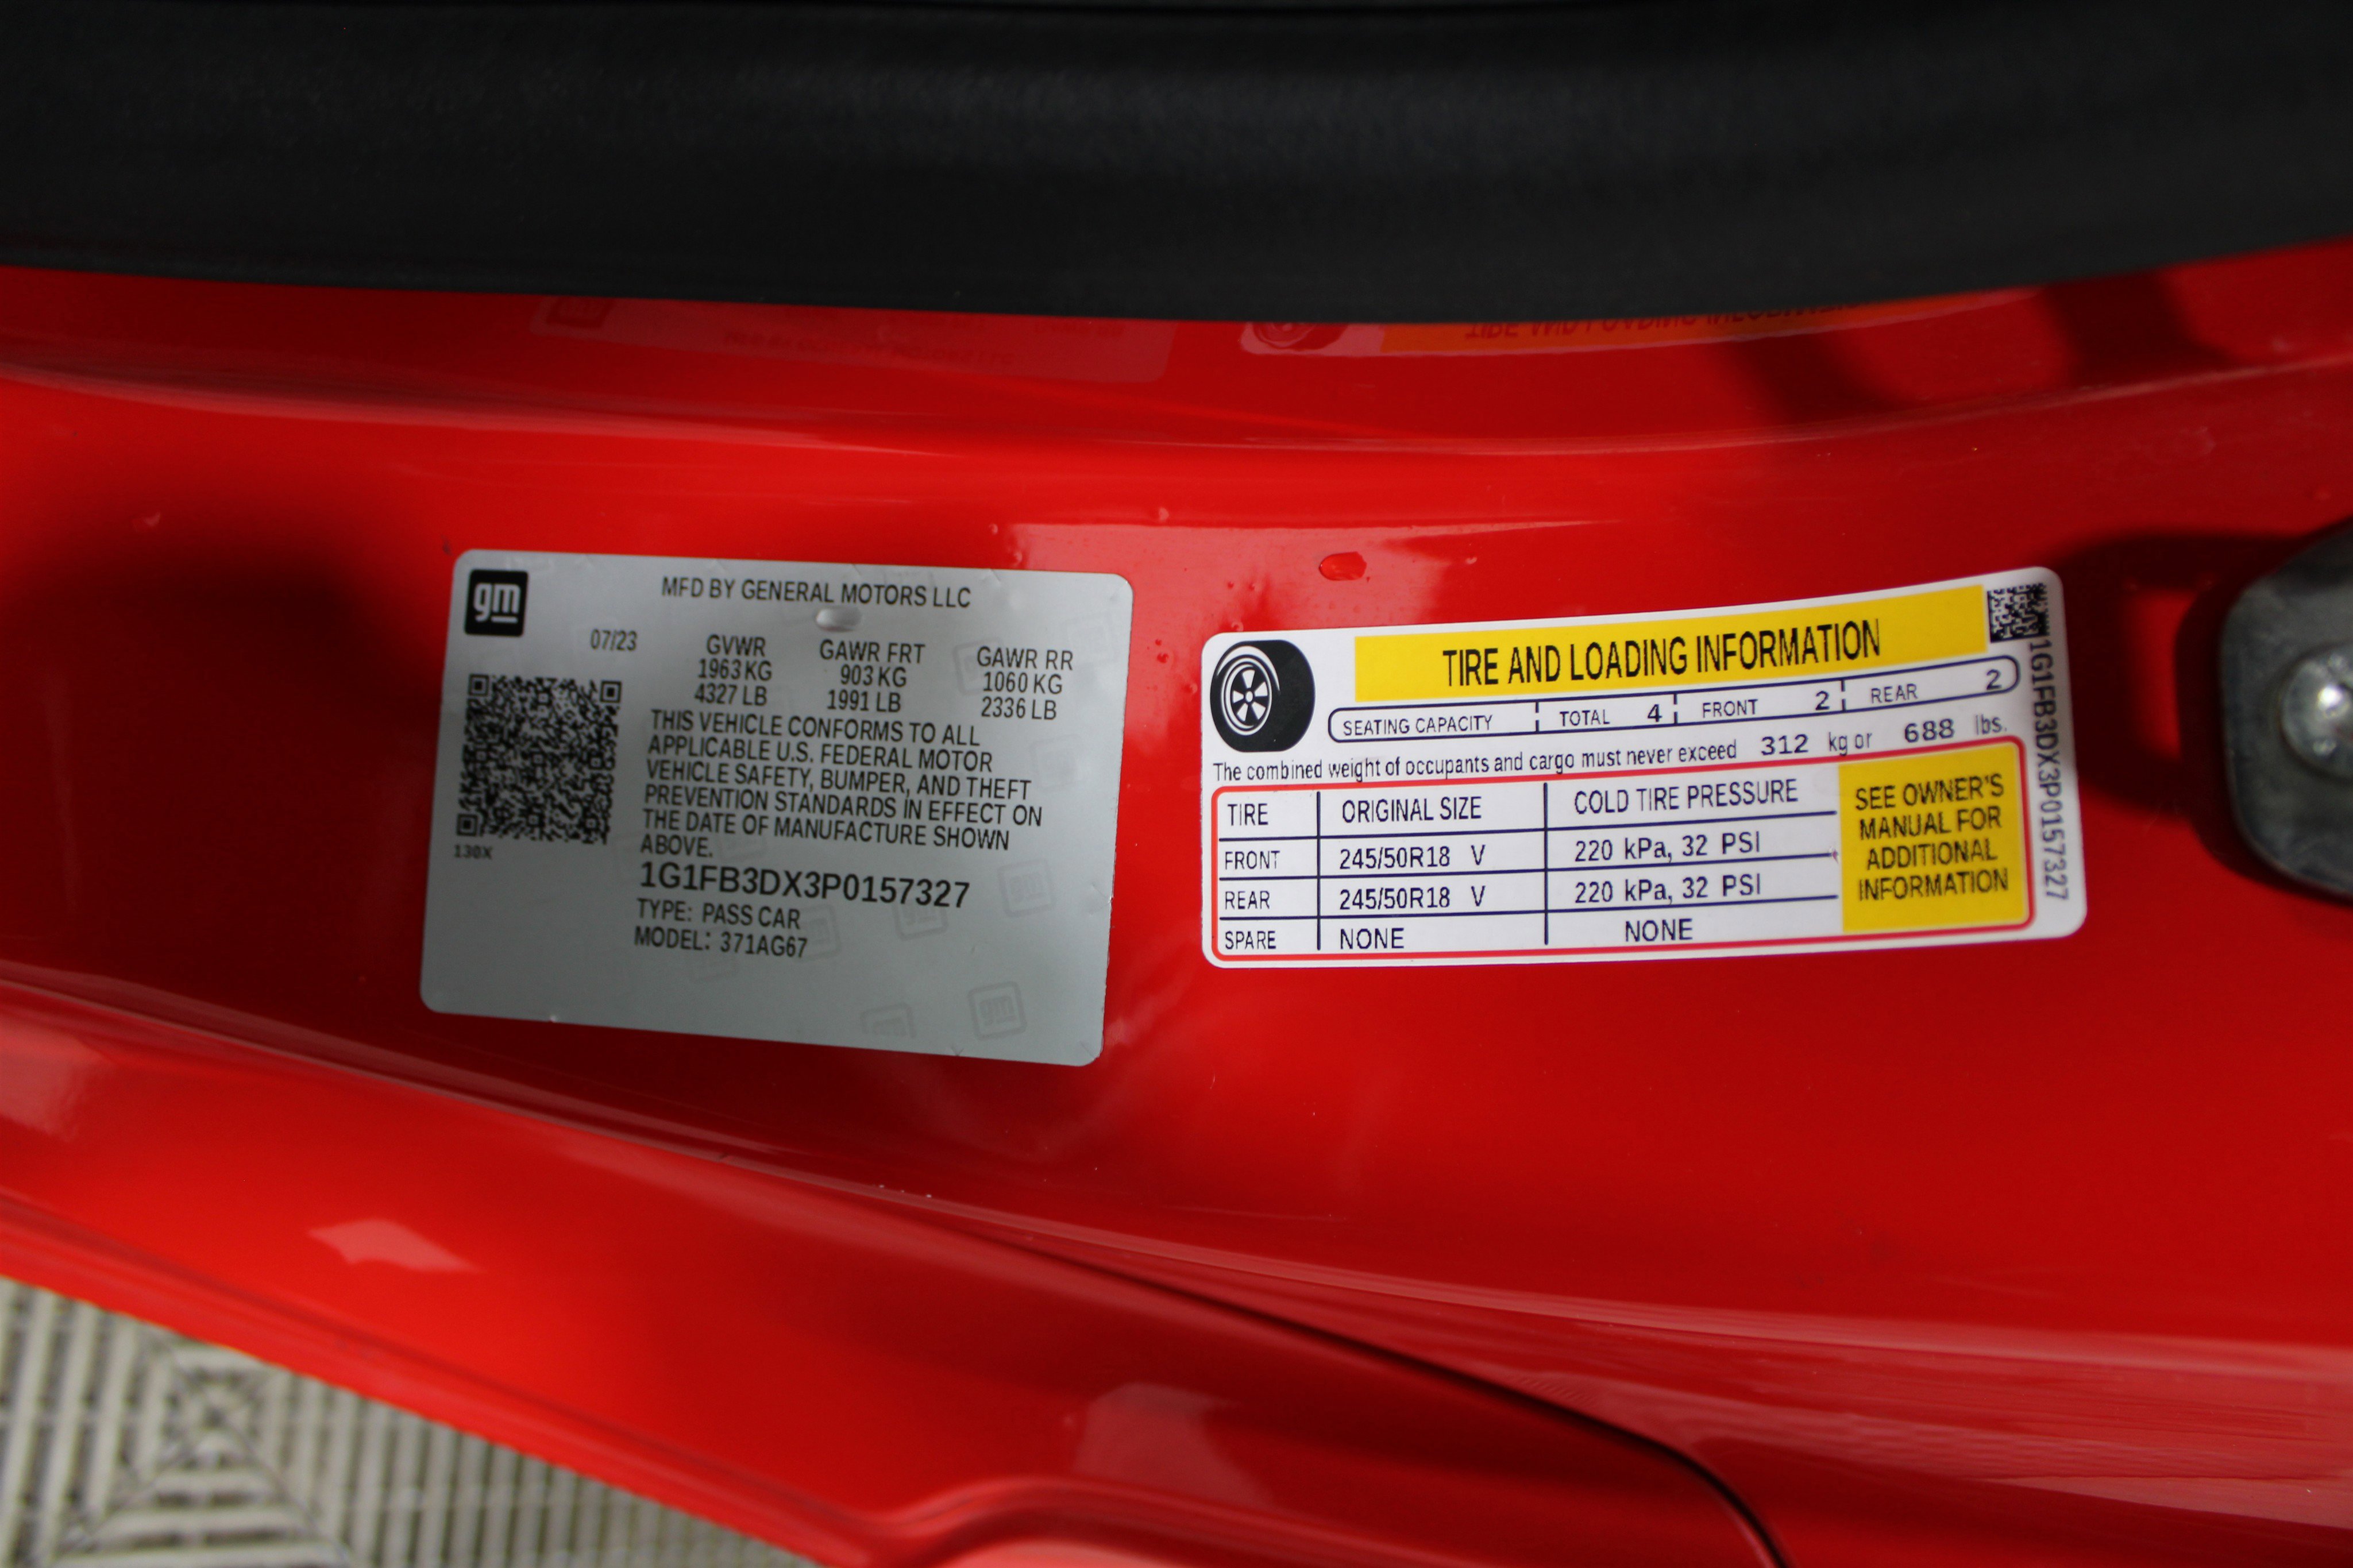 gm
MFD BY GENERAL MOTORS LLC
07/23 GVWR GAWR FRT GAWR RR
1963 KG 903 KG 1060 KG
4327 LB 1991 LB 2336 LB
THIS VEHICLE CONFORMS TO ALL
APPLICABLE U.S. FEDERAL MOTOR
VEHICLE SAFETY, BUMPER, AND THEFT
PREVENTION STANDARDS IN EFFECT ON
THE DATE OF MANUFACTURE SHOWN
ABOVE.
130X
1G1FB3DX3P0157327
TYPE: PASS CAR
MODEL: 371AG67
TIRE AND LOADING INFORMATION
SEATING CAPACITY TOTAL 4 FRONT 2 REAR 2
The combined weight of occupants and cargo must never exceed 312 kg or 688 lbs.
TIRE ORIGINAL SIZE COLD TIRE PRESSURE
FRONT 245/50R18 V 220 kPa, 32 PSI
REAR 245/50R18 V 220 kPa, 32 PSI
SPARE NONE NONE
SEE OWNER'S
MANUAL FOR
ADDITIONAL
INFORMATION
1G1FB3DX3P0157327